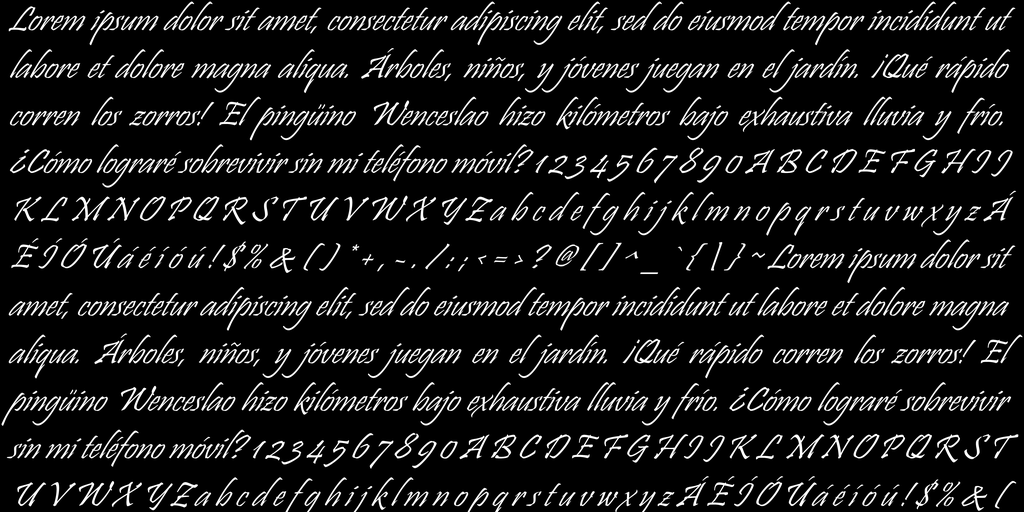 Lorem ipsum dolor sit amet, consectetur adipiscing elit, sed do eiusmod tempor incididunt ut
labore et dolore magna aliqua. Árboles, niños, y jóvenes juegan en el jardín. ¡Qué rápido
corren los zorros! El pingüino Wenceslao hizo kilómetros bajo exhaustiva lluvia y frío.
¿Cómo lograré sobrevivir sin mi teléfono móvil? 1 2 3 4 5 6 7 8 9 0 A B C D E F G H I J
K L M N O P Q R S T U V W X Y Z a b c d e f g h i j k l m n o p q r s t u v w x y z Á
É Í Ó Ú á é í ó ú ! $ % & ( ) * + , - . / : ; < = > ? @ [ ] ^ _ ` { | } ~ Lorem ipsum dolor sit
amet, consectetur adipiscing elit, sed do eiusmod tempor incididunt ut labore et dolore magna
aliqua. Árboles, niños, y jóvenes juegan en el jardín. ¡Qué rápido corren los zorros! El
pingüino Wenceslao hizo kilómetros bajo exhaustiva lluvia y frío. ¿Cómo lograré sobrevivir
sin mi teléfono móvil? 1 2 3 4 5 6 7 8 9 0 A B C D E F G H I J K L M N O P Q R S T
U V W X Y Z a b c d e f g h i j k l m n o p q r s t u v w x y z Á É Í Ó Ú á é í ó ú ! $ % & (